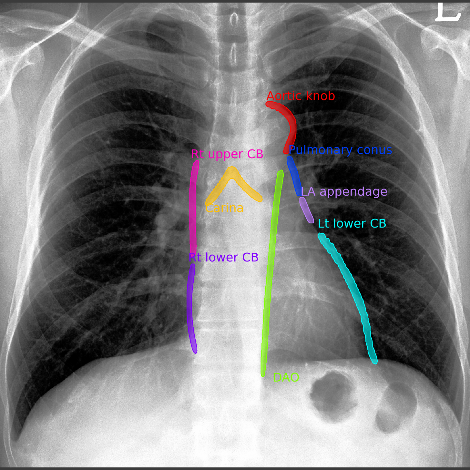 L
Aortic knob
Pulmonary conus
Rt upper CB
LA appendage
Carina
Lt lower CB
Rt lower CB
DAO